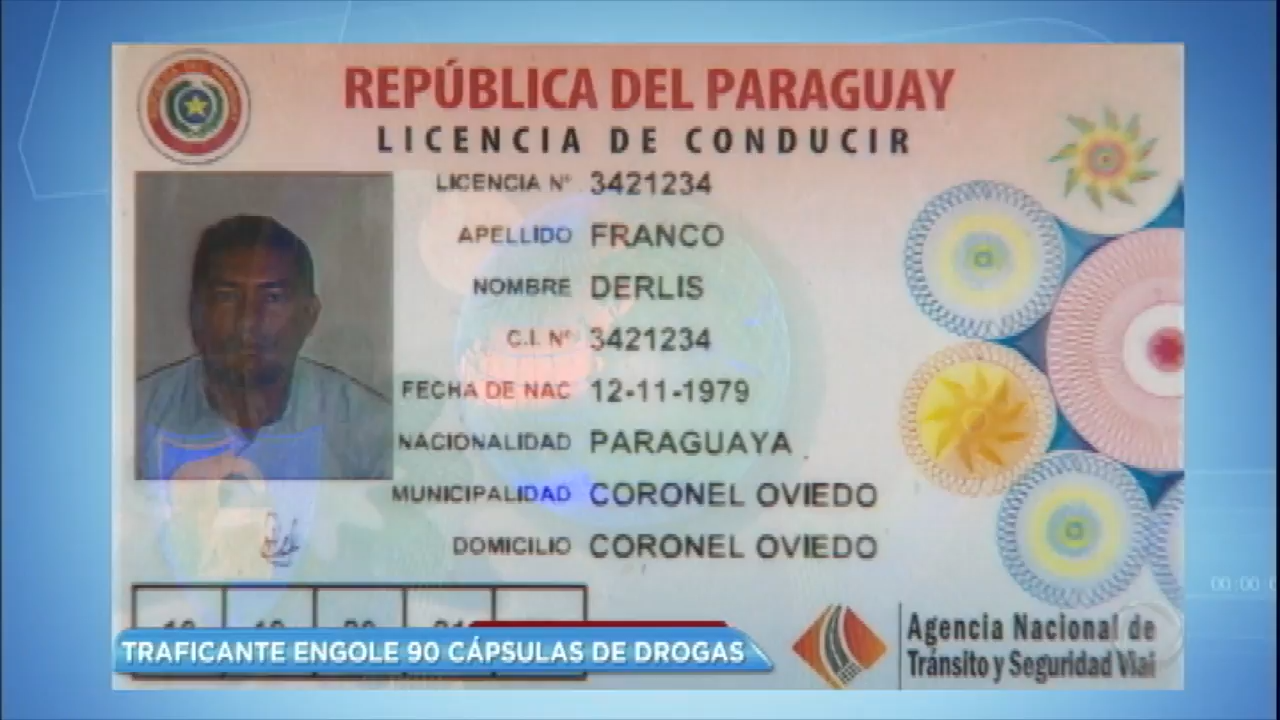 REPÚBLICA DEL PARAGUAY
LICENCIA DE CONDUCIR
LICENCIA Nº 3421234
APELLIDO FRANCO
NOMBRE DERLIS
C.I. Nº 3421234
FECHA DE NAC 12-11-1979
NACIONALIDAD PARAGUAYA
MUNICIPALIDAD CORONEL OVIEDO
DOMICILIO CORONEL OVIEDO
TRAFICANTE ENGOLE 90 CÁPSULAS DE DROGAS
Agencia Nacional de
Tránsito y Seguridad Vial